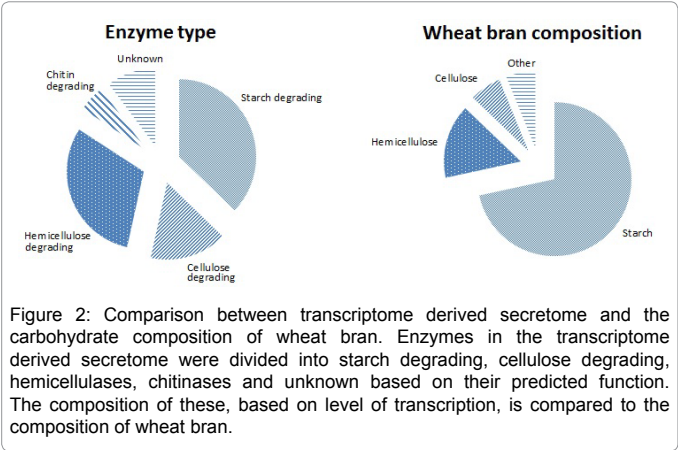 Enzyme type
Wheat bran composition
Unknown
Chitin
degrading
Starch degrading
Hemicellulose
degrading
Cellulose
degrading
Other
Cellulose
Hemicellulose
Starch
Figure 2: Comparison between transcriptome derived secretome and the
carbohydrate composition of wheat bran. Enzymes in the transcriptome
derived secretome were divided into starch degrading, cellulose degrading,
hemicellulases, chitinases and unknown based on their predicted function.
The composition of these, based on level of transcription, is compared to the
composition of wheat bran.